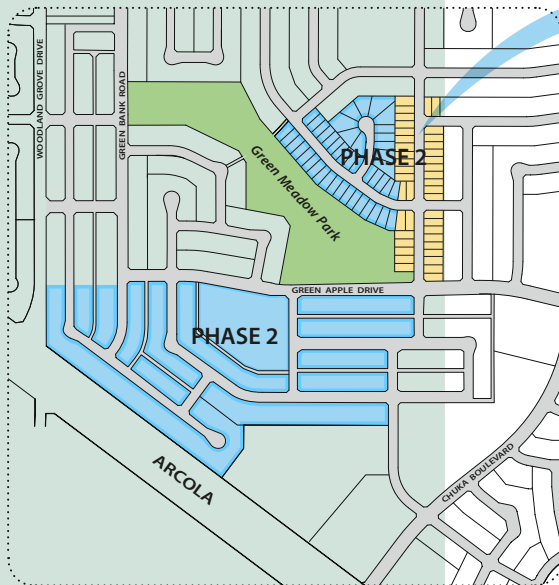 WOODLAND GROVE DRIVE
GREEN BANK ROAD
PHASE 2
Green Meadow Park
GREEN APPLE DRIVE
PHASE 2
ARCOLA
CHUKA BOULEVARD